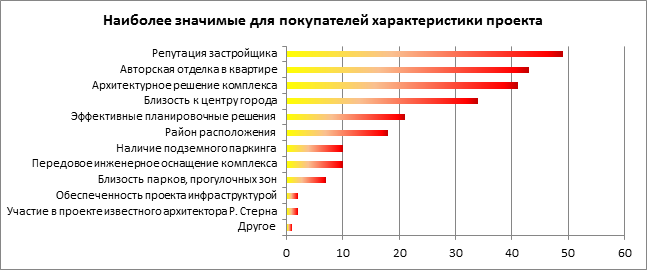 Наиболее значимые для покупателей характеристики проекта
Репутация застройщика
Авторская отделка в квартире
Архитектурное решение комплекса
Близость к центру города
Эффективные планировочные решения
Район расположения
Наличие подземного паркинга
Передовое инженерное оснащение комплекса
Близость парков, прогулочных зон
Обеспеченность проекта инфраструктурой
Участие в проекте известного архитектора Р. Стерна
Другое
0 10 20 30 40 50 60